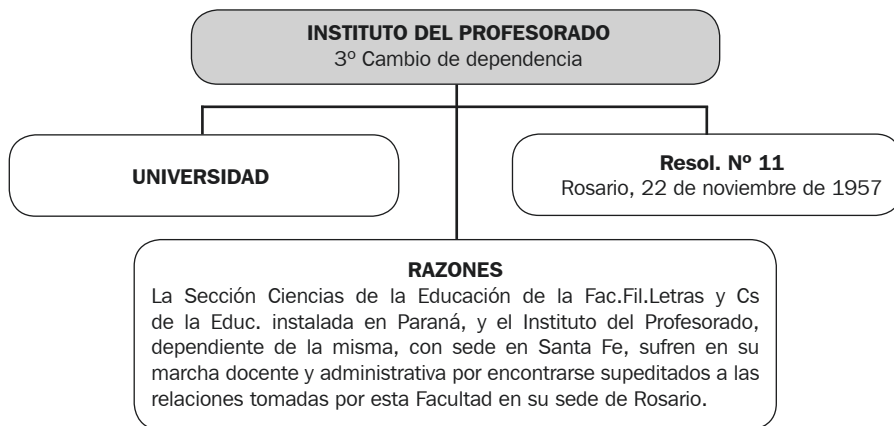 INSTITUTO DEL PROFESORADO
3º Cambio de dependencia
UNIVERSIDAD
Resol. Nº 11
Rosario, 22 de noviembre de 1957
RAZONES
La Sección Ciencias de la Educación de la Fac.Fil.Letras y Cs
de la Educ. instalada en Paraná, y el Instituto del Profesorado,
dependiente de la misma, con sede en Santa Fe, sufren en su
marcha docente y administrativa por encontrarse supeditados a las
relaciones tomadas por esta Facultad en su sede de Rosario.